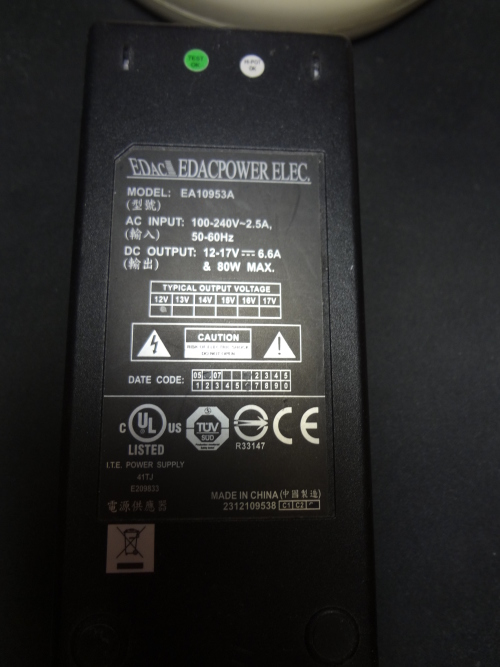 TEST OK
INPUT OK
EDAC EDACPOWER ELEC.
MODEL: EA10953A
(型號)
AC INPUT: 100-240V~2.5A,
(輸入) 50-60Hz
DC OUTPUT: 12-17V 6.6A
(輸出) & 80W MAX.
TYPICAL OUTPUT VOLTAGE
12V 13V 14V 15V 16V 17V
CAUTION
DATE CODE: 05 07 2 3 4 5
1 2 3 4 5 7 8 9 0
C UL US
LISTED
TÜV
SÜD
R33147
CE
I.T.E. POWER SUPPLY
41TJ
E209833
電源供應器
MADE IN CHINA (中國製造)
2312109538 C1 C2